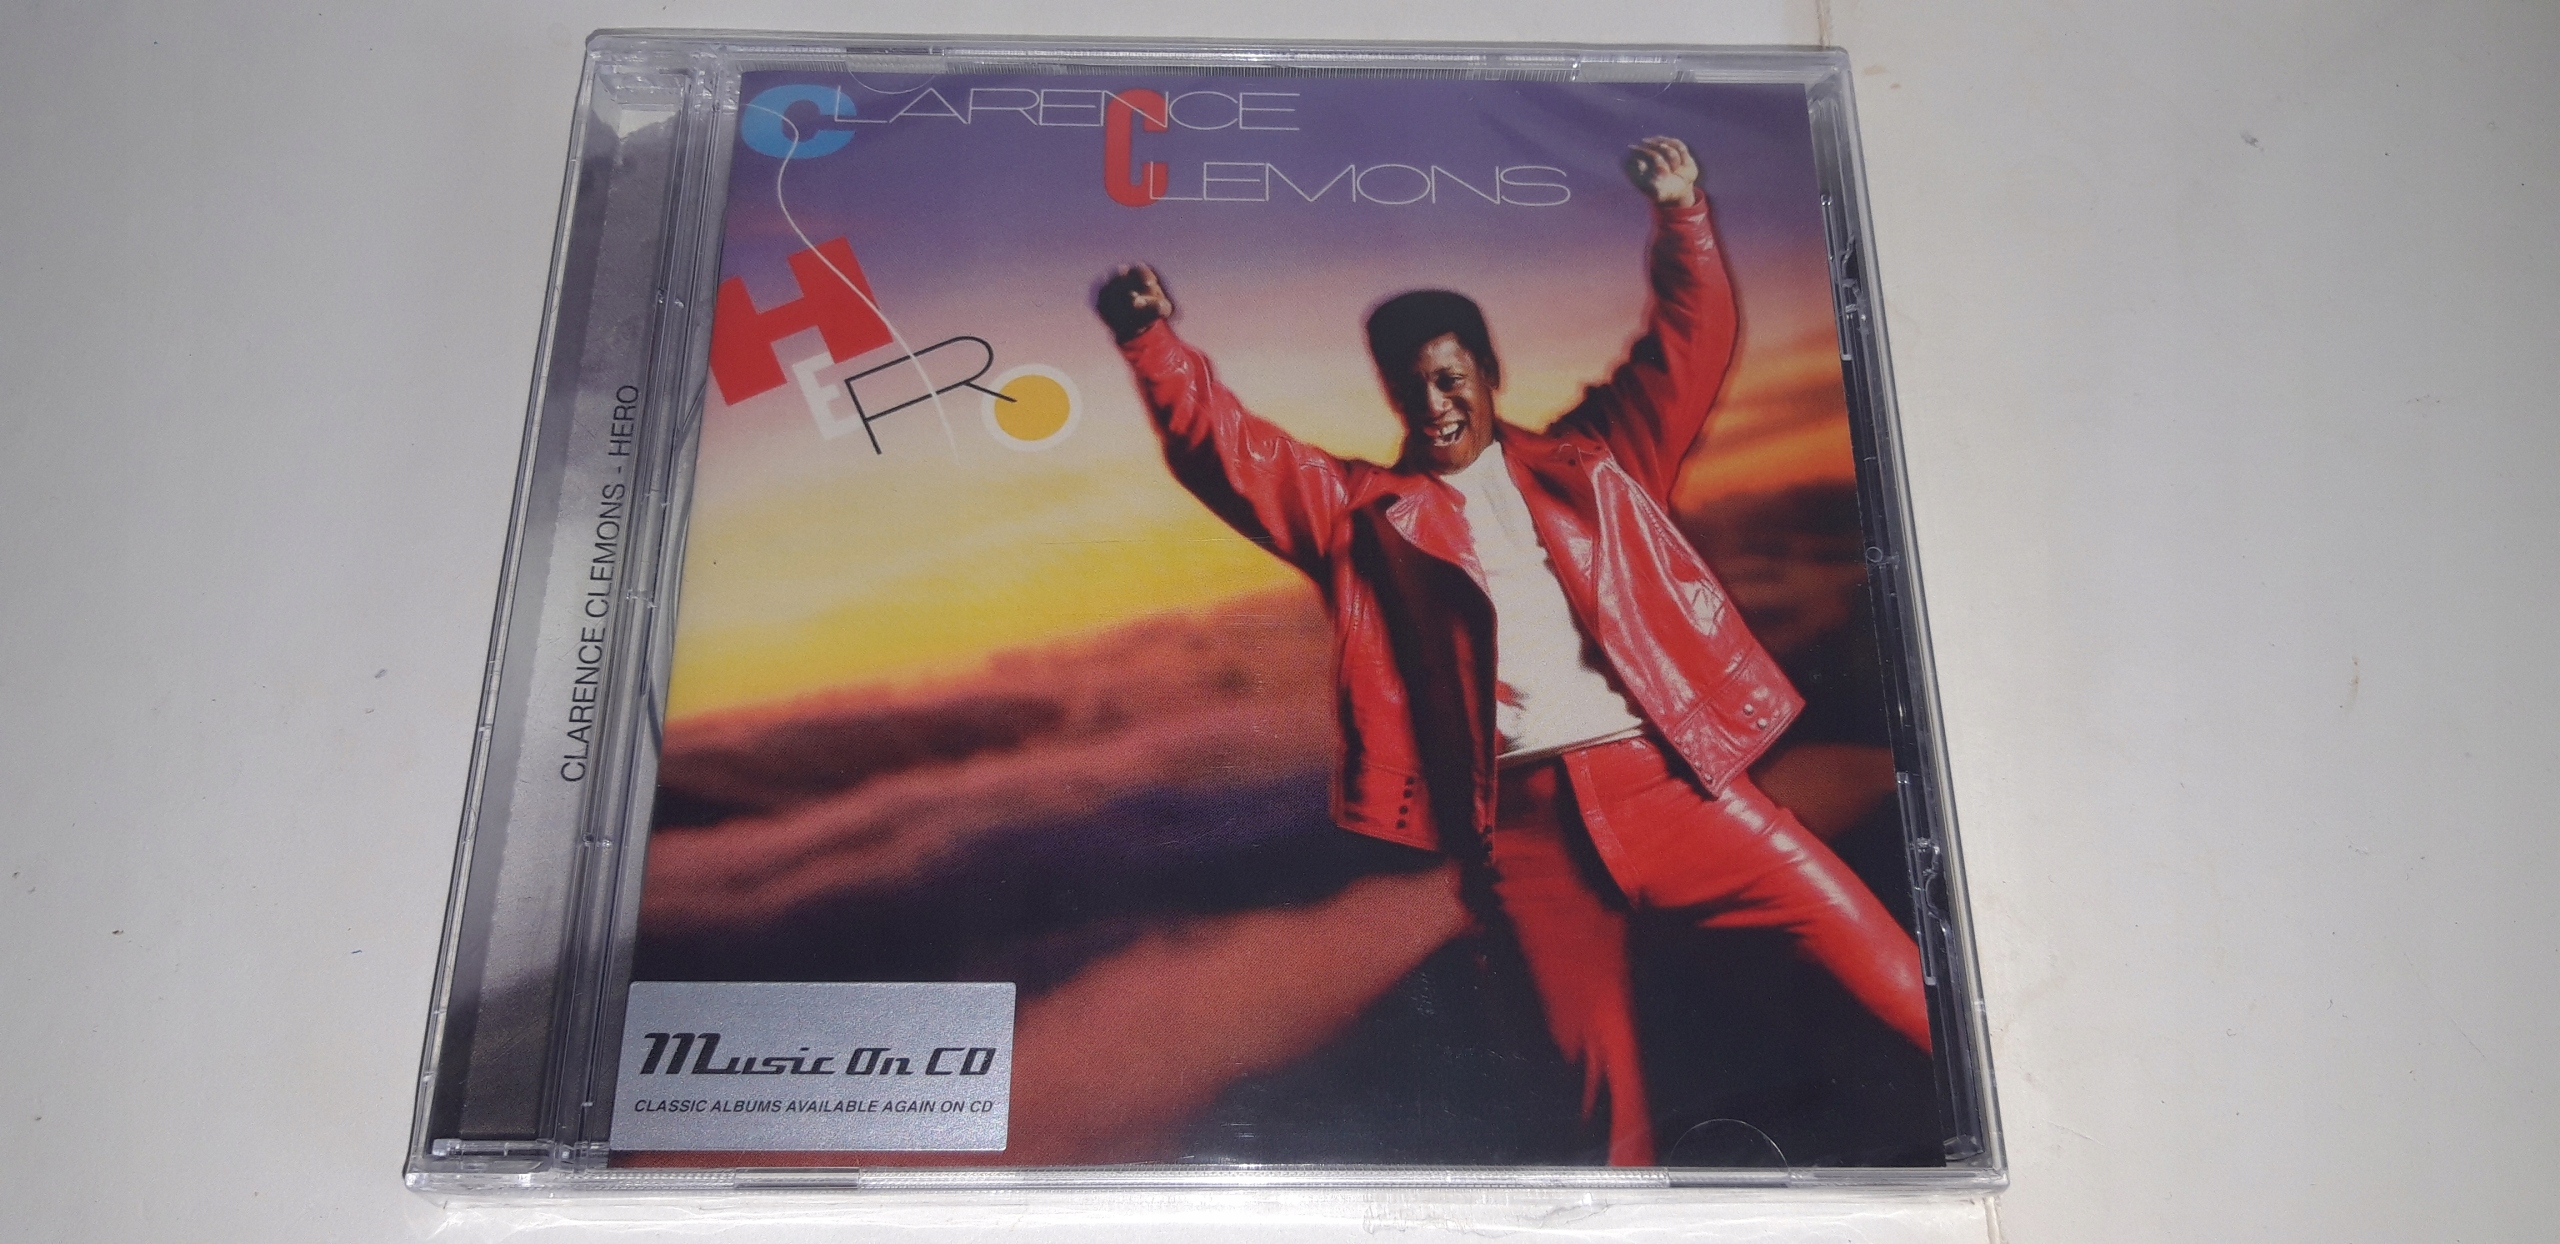 CLARENCE
CLEMONS
HERO
CLARENCE CLEMONS - HERO
Music On CD
CLASSIC ALBUMS AVAILABLE AGAIN ON CD